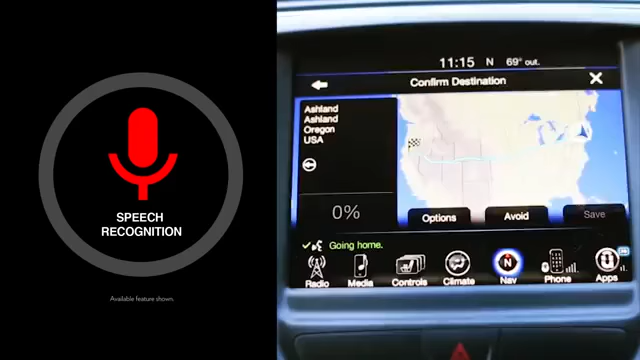 SPEECH
RECOGNITION
Available feature shown.
11:15 N 69° out.
Confirm Destination
Ashland
Ashland
Oregon
USA
0%
Options
Avoid
Save
Going home.
Radio
Media
Controls
Climate
Nav
Phone
Apps